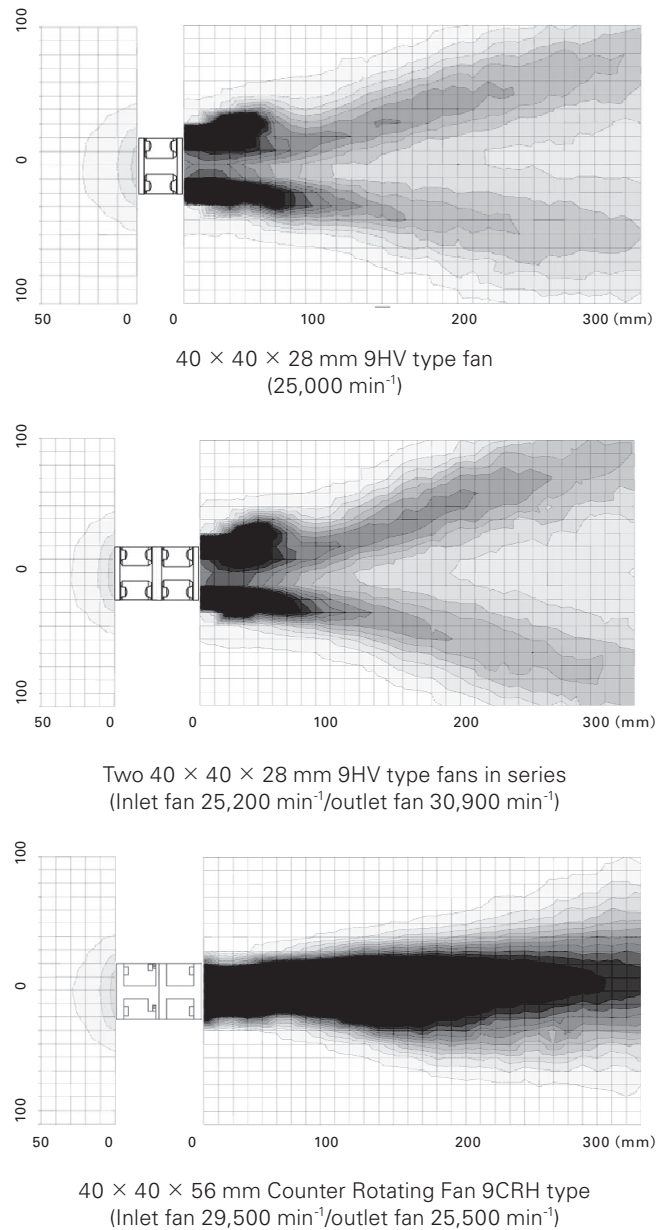 100
0
100
50
0
0
100
200
300 (mm)
40 × 40 × 28 mm 9HV type fan
(25,000 min⁻¹)
100
0
100
50
0
0
100
200
300 (mm)
Two 40 × 40 × 28 mm 9HV type fans in series
(Inlet fan 25,200 min⁻¹/outlet fan 30,900 min⁻¹)
100
0
100
50
0
0
100
200
300 (mm)
40 × 40 × 56 mm Counter Rotating Fan 9CRH type
(Inlet fan 29,500 min⁻¹/outlet fan 25,500 min⁻¹)